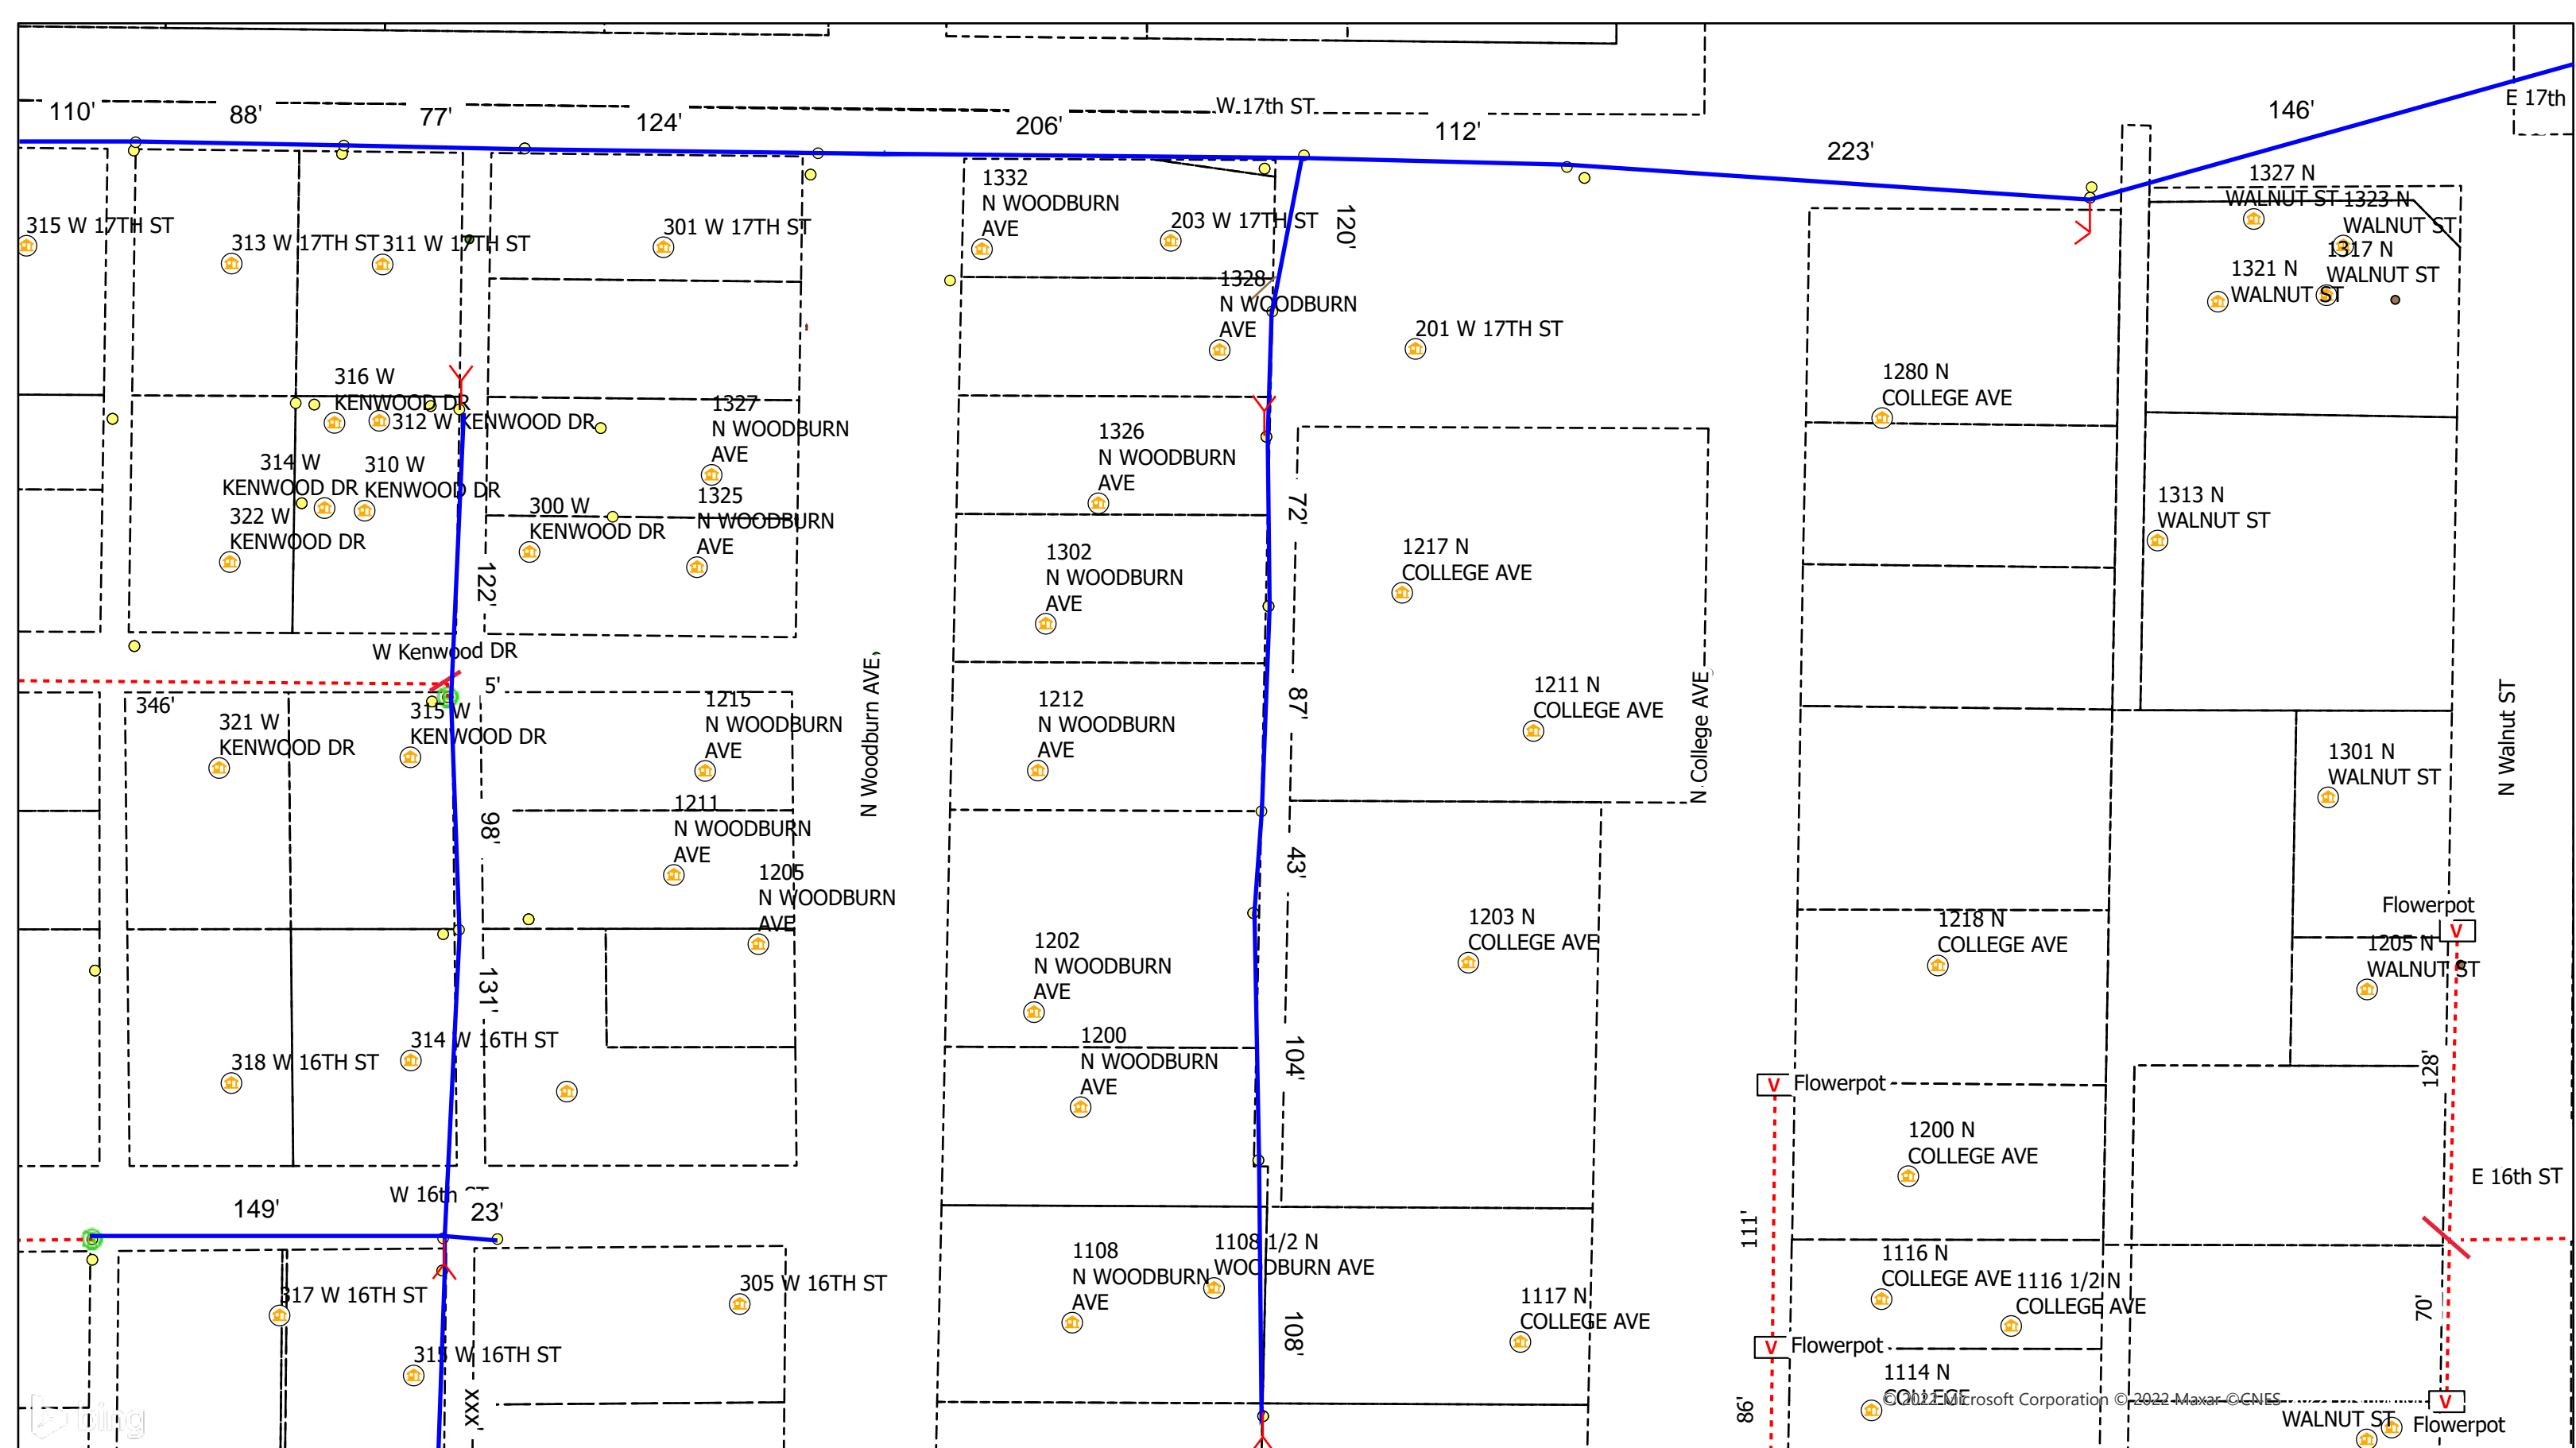 110'
88'
77'
124'
206'
W 17th ST
112'
223'
146'
E 17th
315 W 17TH ST
313 W 17TH ST
311 W 17TH ST
301 W 17TH ST
1332
N WOODBURN
AVE
203 W 17TH ST
120'
1328
N WOODBURN
AVE
201 W 17TH ST
1327 N
WALNUT ST
1323 N
WALNUT ST
1317 N
WALNUT ST
1321 N
WALNUT ST
316 W
KENWOOD DR
312 W KENWOOD DR
1327
N WOODBURN
AVE
314 W
KENWOOD DR
310 W
KENWOOD DR
322 W
KENWOOD DR
300 W
KENWOOD DR
1325
N WOODBURN
AVE
1326
N WOODBURN
AVE
1280 N
COLLEGE AVE
72'
1313 N
WALNUT ST
122'
1302
N WOODBURN
AVE
1217 N
COLLEGE AVE
W Kenwood DR
5'
346'
321 W
KENWOOD DR
315 W
KENWOOD DR
1215
N WOODBURN
AVE
N Woodburn AVE
1212
N WOODBURN
AVE
87'
1211 N
COLLEGE AVE
N College AVE
N Walnut ST
1301 N
WALNUT ST
98'
1211
N WOODBURN
AVE
1205
N WOODBURN
AVE
43'
1203 N
COLLEGE AVE
1218 N
COLLEGE AVE
Flowerpot
V
1205 N
WALNUT ST
131'
1202
N WOODBURN
AVE
318 W 16TH ST
314 W 16TH ST
1200
N WOODBURN
AVE
104'
V
Flowerpot
128'
1200 N
COLLEGE AVE
E 16th ST
W 16th ST
149'
23'
111'
317 W 16TH ST
305 W 16TH ST
1108
N WOODBURN
AVE
1108 1/2 N
WOODBURN AVE
108'
1117 N
COLLEGE AVE
1116 N
COLLEGE AVE
1116 1/2 N
COLLEGE AVE
70'
V
Flowerpot
315 W 16TH ST
XXX'
86'
1114 N
COLLEGE
© 2022 Microsoft Corporation © 2022 Maxar ©CNES
WALNUT ST
V
Flowerpot
bing